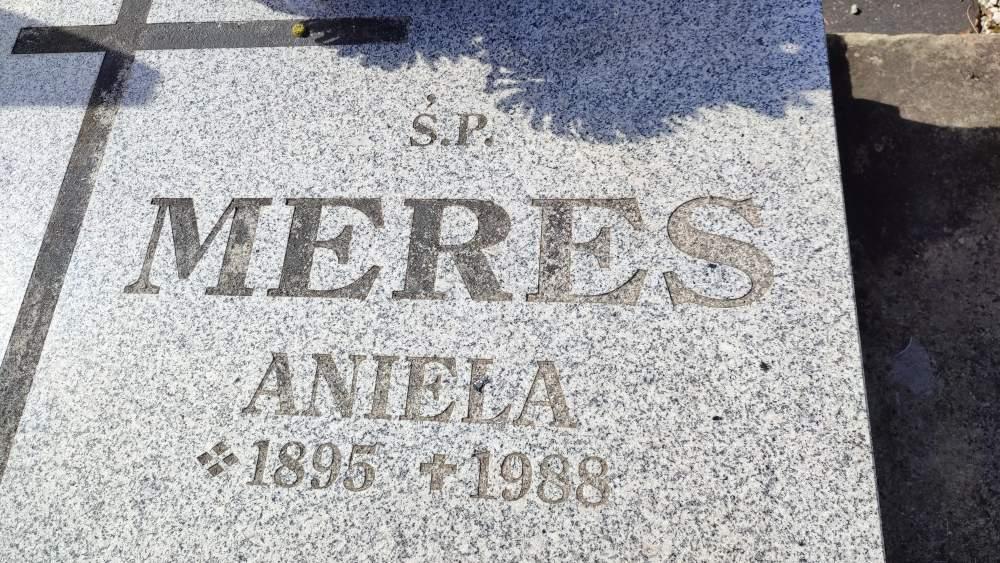 Ś.P.
MERES
ANIELA
❖ 1895 ✝ 1988